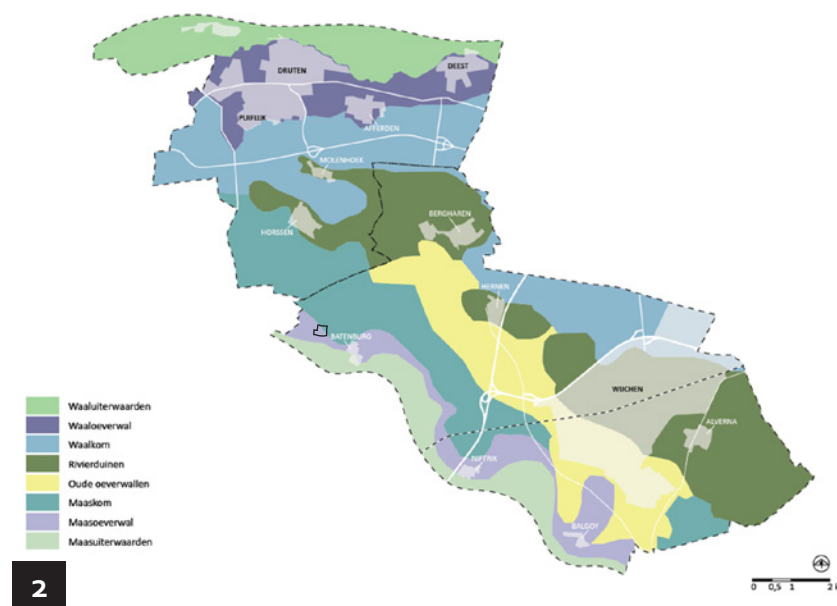 DRUTEN
DEEST
PUIFLIJK
AFFERDEN
MOLENHOEK
BERGHAREN
HORSSEN
HERNEN
BATENBURG
WIJCHEN
ALVERNA
NIFTRIK
BALGOY
Waaluiterwaarden
Waaloeverwal
Waalkom
Rivierduinen
Oude oeverwallen
Maaskom
Maasoeverwal
Maasuiterwaarden
2
0 0,5 1 2